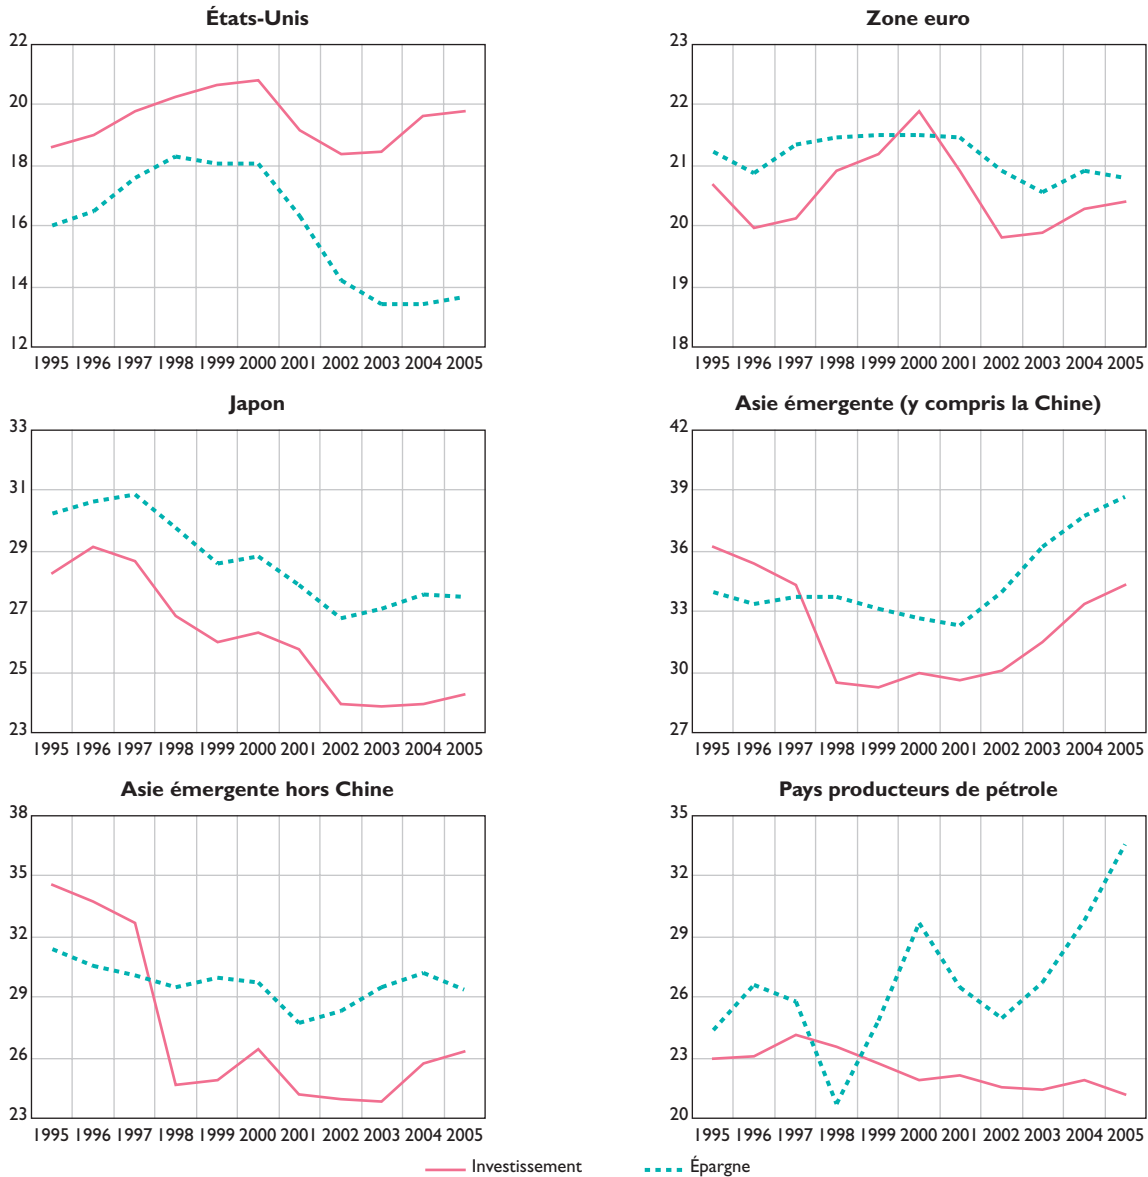 États-Unis
22
20
18
16
14
12
1995 1996 1997 1998 1999 2000 2001 2002 2003 2004 2005
Zone euro
23
22
21
20
19
18
1995 1996 1997 1998 1999 2000 2001 2002 2003 2004 2005
Japon
33
31
29
27
25
23
1995 1996 1997 1998 1999 2000 2001 2002 2003 2004 2005
Asie émergente (y compris la Chine)
42
39
36
33
30
27
1995 1996 1997 1998 1999 2000 2001 2002 2003 2004 2005
Asie émergente hors Chine
38
35
32
29
26
23
1995 1996 1997 1998 1999 2000 2001 2002 2003 2004 2005
Pays producteurs de pétrole
35
32
29
26
23
20
1995 1996 1997 1998 1999 2000 2001 2002 2003 2004 2005
Investissement
Épargne